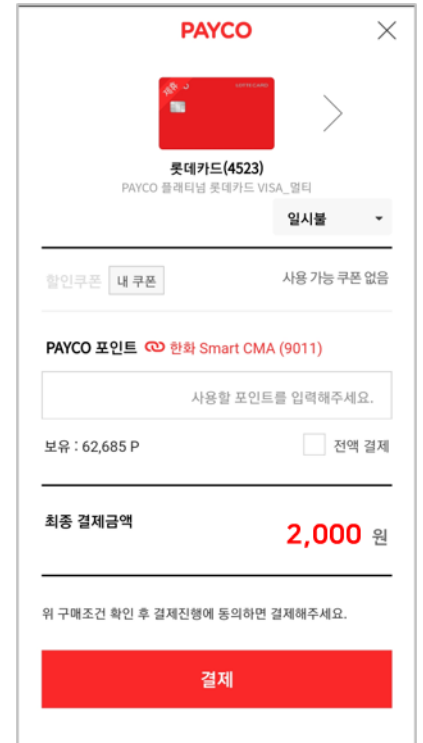 PAYCO
제휴
LOTTE CARD
롯데카드(4523)
PAYCO 플래티넘 롯데카드 VISA_멀티
일시불
할인쿠폰 내 쿠폰 사용 가능 쿠폰 없음
PAYCO 포인트 한화 Smart CMA (9011)
사용할 포인트를 입력해주세요.
보유 : 62,685 P 전액 결제
최종 결제금액 2,000 원
위 구매조건 확인 후 결제진행에 동의하면 결제해주세요.
결제